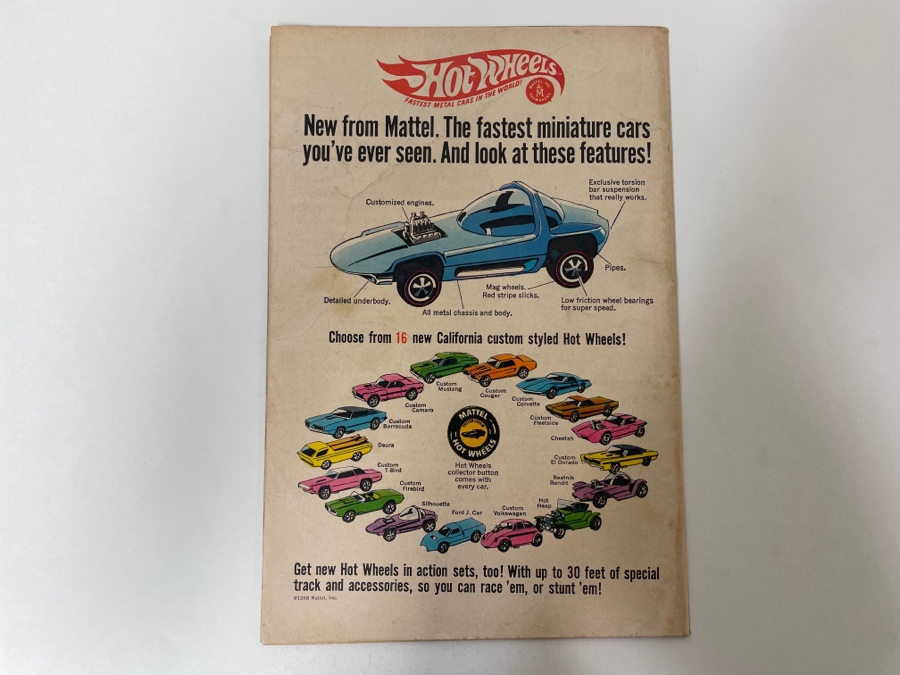 Hot Wheels
FASTEST METAL CARS IN THE WORLD!
New from Mattel. The fastest miniature cars
you've ever seen. And look at these features!
Exclusive torsion
bar suspension
that really works.
Customized engines.
Pipes.
Mag wheels.
Red stripe slicks.
Detailed underbody.
Low friction wheel bearings
for super speed.
All metal chassis and body.
Choose from 16 new California custom styled Hot Wheels!
Custom
Mustang
Custom
Cougar
Custom
Corvette
Custom
Camaro
Custom
Fleetside
Custom
Barracuda
Cheetah
Deora
Custom
El Dorado
Custom
T-Bird
Beatnik
Bandit
Custom
Firebird
Silhouette
Ford J. Car
Custom
Volkswagen
Hot
Heap
MATTEL
HOT WHEELS
Hot Wheels
collector button
comes with
every car.
Get new Hot Wheels in action sets, too! With up to 30 feet of special
track and accessories, so you can race 'em, or stunt 'em!
©1968 Mattel, Inc.